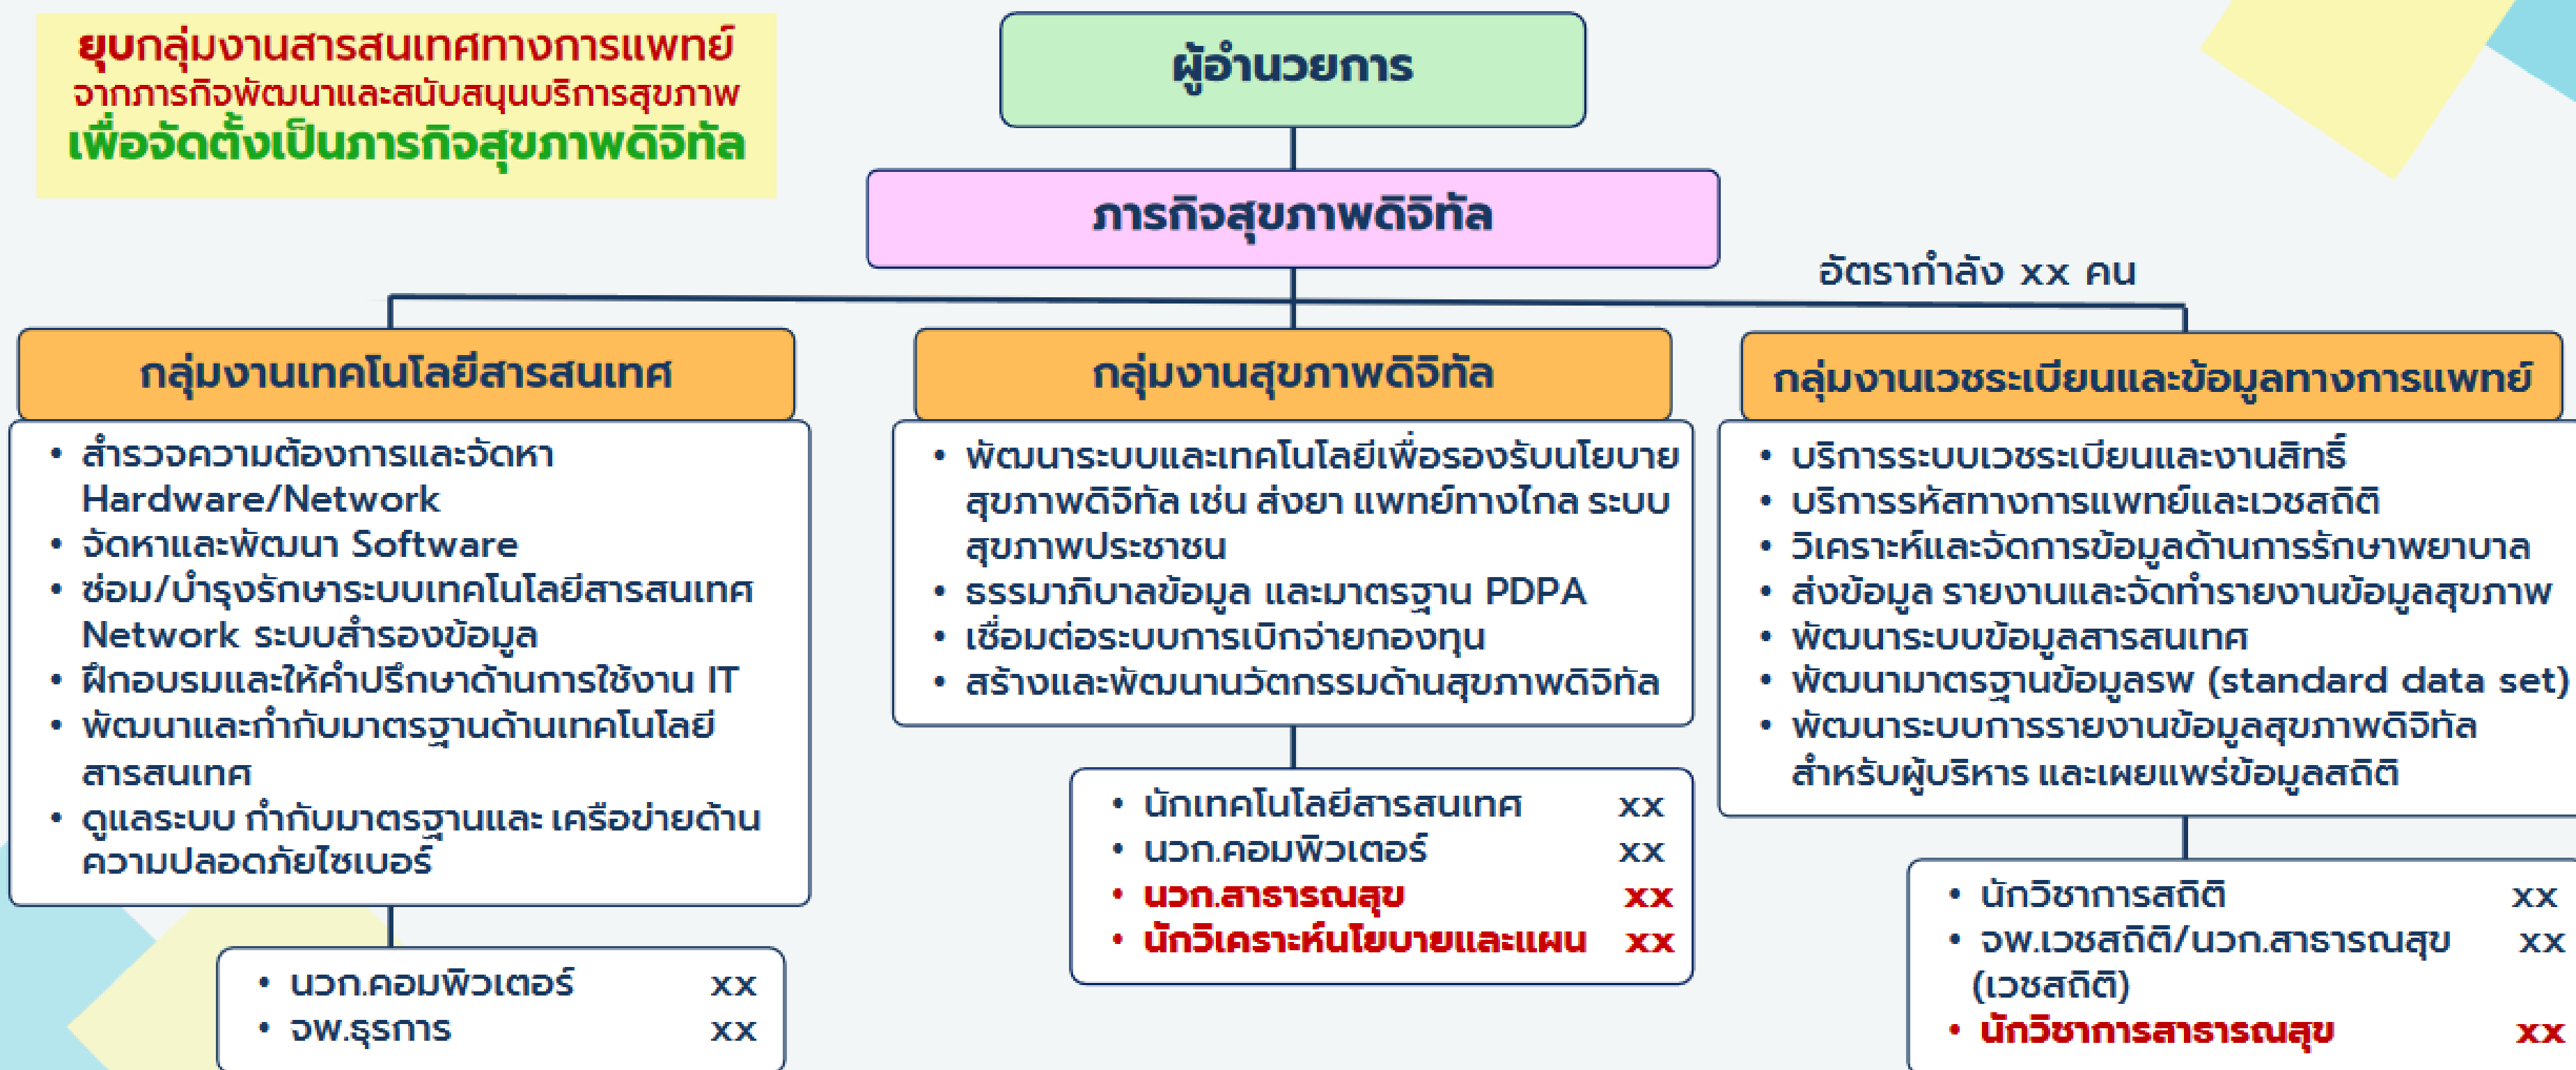 ยุบกลุ่มงานสารสนเทศทางการแพทย์
จากภารกิจพัฒนาและสนับสนุนบริการสุขภาพ
เพื่อจัดตั้งเป็นภารกิจสุขภาพดิจิทัล
ผู้อำนวยการ
ภารกิจสุขภาพดิจิทัล
อัตรากำลัง xx คน
กลุ่มงานเทคโนโลยีสารสนเทศ
• สำรวจความต้องการและจัดหา
Hardware/Network
• จัดหาและพัฒนา Software
• ซ่อม/บำรุงรักษาระบบเทคโนโลยีสารสนเทศ
Network ระบบสำรองข้อมูล
• ฝึกอบรมและให้คำปรึกษาด้านการใช้งาน IT
• พัฒนาและกำกับมาตรฐานด้านเทคโนโลยี
สารสนเทศ
• ดูแลระบบ กำกับมาตรฐานและ เครือข่ายด้าน
ความปลอดภัยไซเบอร์
• นวก.คอมพิวเตอร์ xx
• จพ.ธุรการ xx
กลุ่มงานสุขภาพดิจิทัล
• พัฒนาระบบและเทคโนโลยีเพื่อรองรับนโยบาย
สุขภาพดิจิทัล เช่น ส่งยา แพทย์ทางไกล ระบบ
สุขภาพประชาชน
• ธรรมาภิบาลข้อมูล และมาตรฐาน PDPA
• เชื่อมต่อระบบการเบิกจ่ายกองทุน
• สร้างและพัฒนานวัตกรรมด้านสุขภาพดิจิทัล
• นักเทคโนโลยีสารสนเทศ xx
• นวก.คอมพิวเตอร์ xx
• นวก.สาธารณสุข xx
• นักวิเคราะห์นโยบายและแผน xx
กลุ่มงานเวชระเบียนและข้อมูลทางการแพทย์
• บริการระบบเวชระเบียนและงานสิทธิ์
• บริการรหัสทางการแพทย์และเวชสถิติ
• วิเคราะห์และจัดการข้อมูลด้านการรักษาพยาบาล
• ส่งข้อมูล รายงานและจัดทำรายงานข้อมูลสุขภาพ
• พัฒนาระบบข้อมูลสารสนเทศ
• พัฒนามาตรฐานข้อมูลรพ (standard data set)
• พัฒนาระบบการรายงานข้อมูลสุขภาพดิจิทัล
สำหรับผู้บริหาร และเผยแพร่ข้อมูลสถิติ
• นักวิชาการสถิติ xx
• จพ.เวชสถิติ/นวก.สาธารณสุข xx
(เวชสถิติ)
• นักวิชาการสาธารณสุข xx